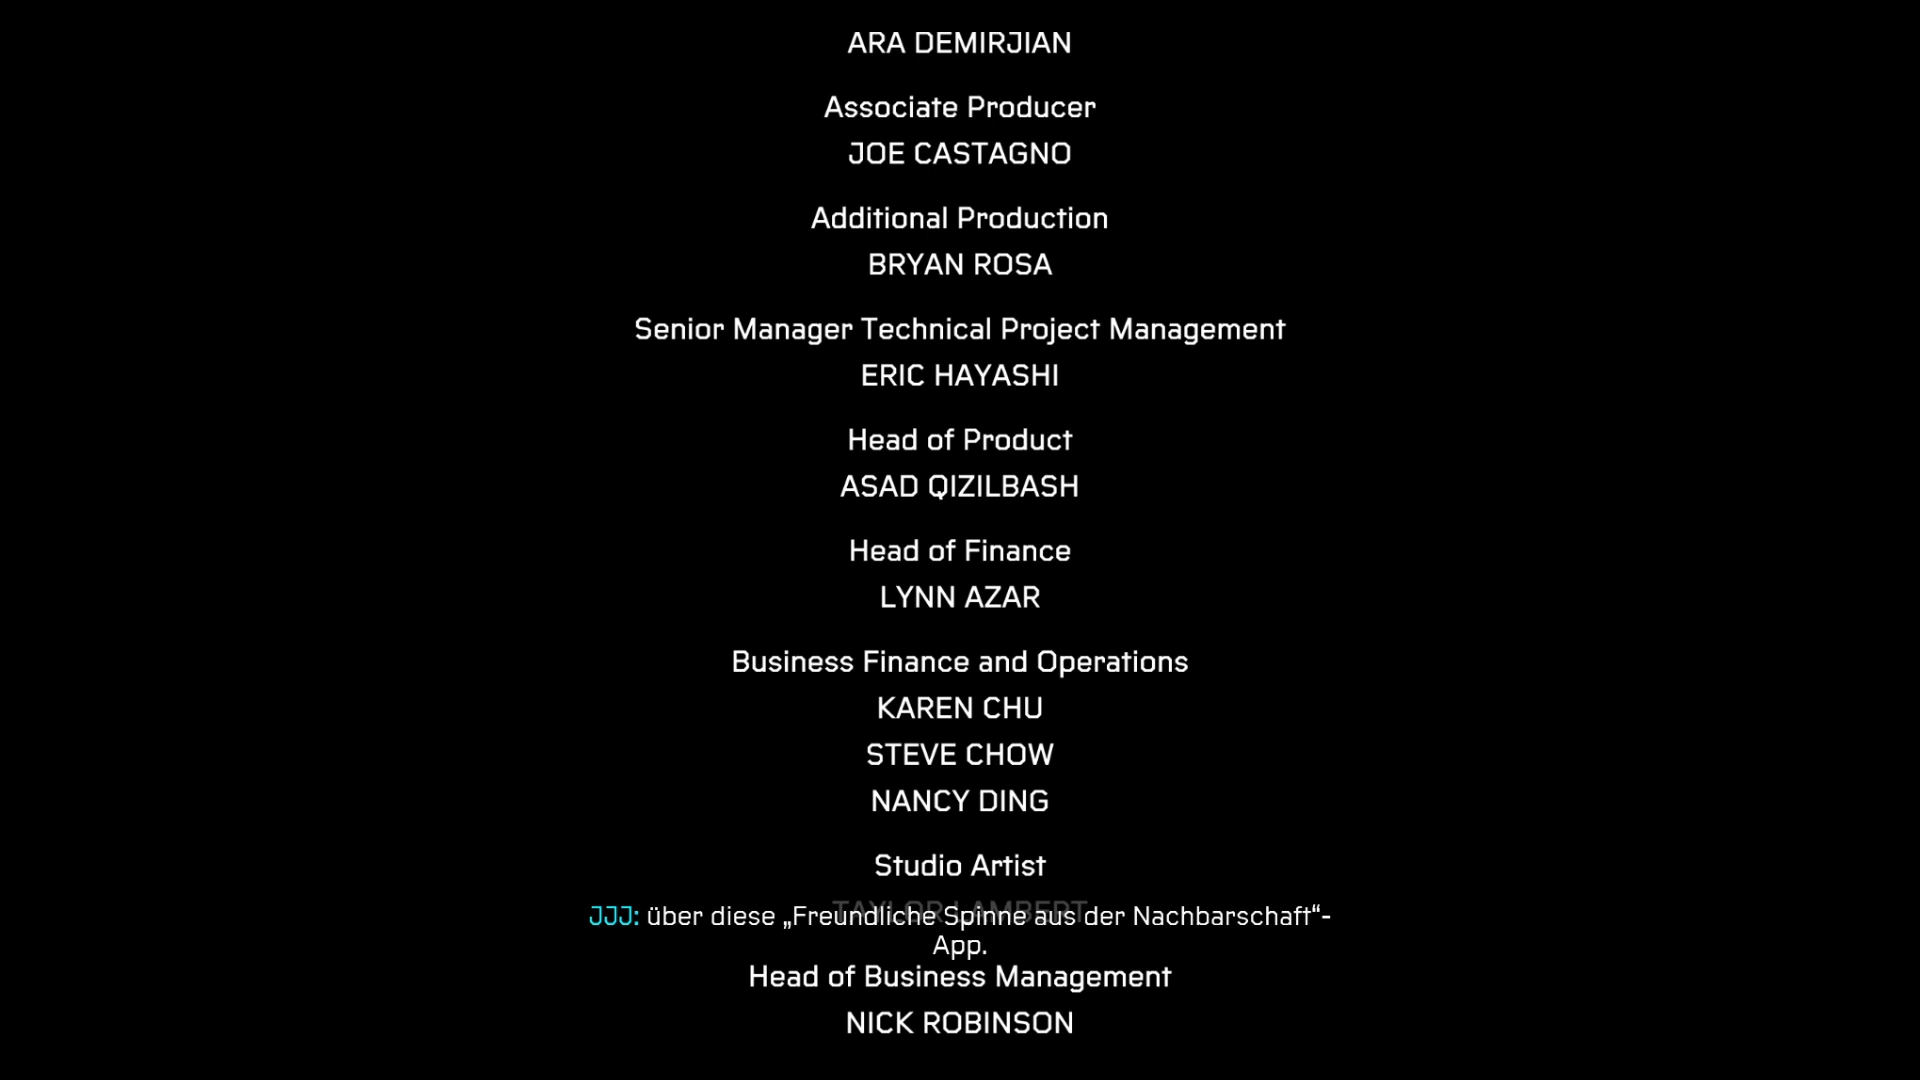 ARA DEMIRJIAN
Associate Producer
JOE CASTAGNO
Additional Production
BRYAN ROSA
Senior Manager Technical Project Management
ERIC HAYASHI
Head of Product
ASAD QIZILBASH
Head of Finance
LYNN AZAR
Business Finance and Operations
KAREN CHU
STEVE CHOW
NANCY DING
Studio Artist
TAYLOR LAMBERT
JJJ: über diese „Freundliche Spinne aus der Nachbarschaft“-
App.
Head of Business Management
NICK ROBINSON